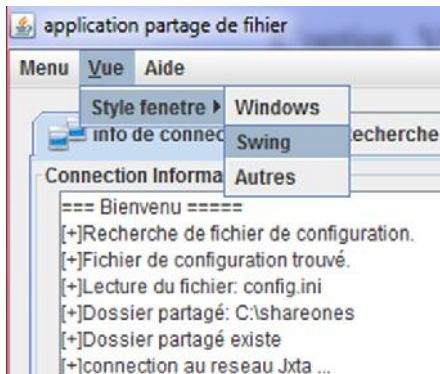 application partage de fihier
Menu Vue Aide
Style fenetre Windows
Swing
Autres
info de connec echerche
Connection Informa
=== Bienvenu =====
[+]Recherche de fichier de configuration.
[+]Fichier de configuration trouvé.
[+]Lecture du fichier: config.ini
[+]Dossier partagé: C:\shareones
[+]Dossier partagé existe
[+]connection au reseau Jxta ...